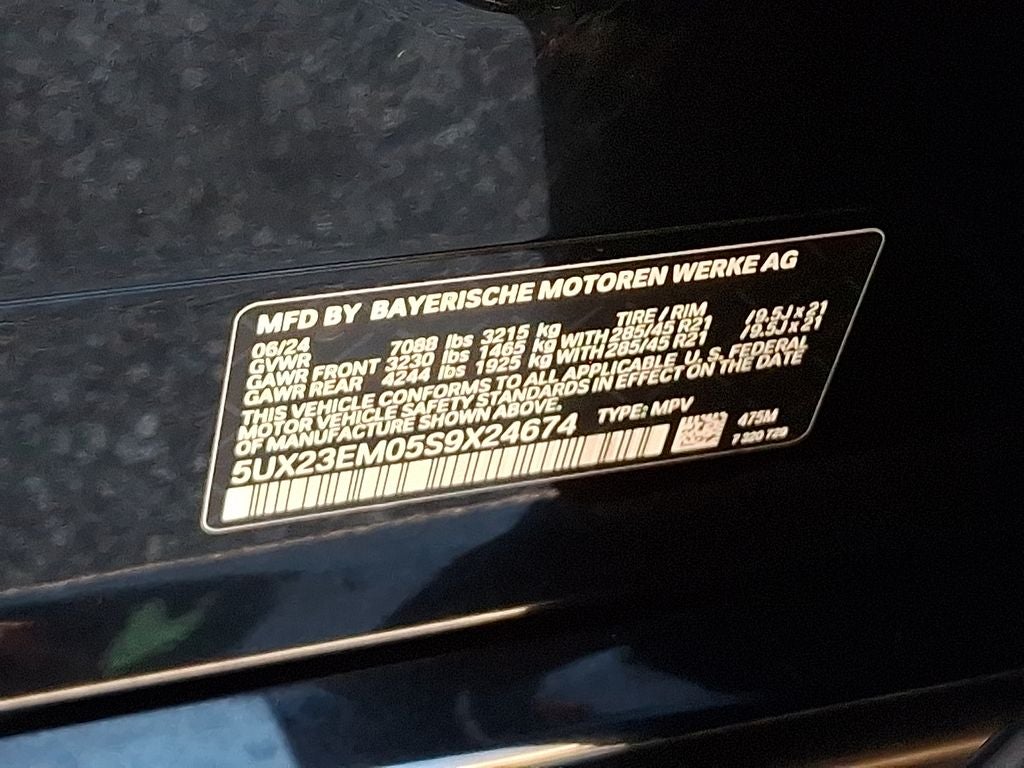 MFD BY BAYERISCHE MOTOREN WERKE AG
06/24 TIRE / RIM
GVWR 7088 lbs 3215 kg
GAWR FRONT 3230 lbs 1465 kg WITH 285/45 R21 /9.5J x 21
GAWR REAR 4244 lbs 1925 kg WITH 285/45 R21 /9.5J x 21
THIS VEHICLE CONFORMS TO ALL APPLICABLE U. S. FEDERAL
MOTOR VEHICLE SAFETY STANDARDS IN EFFECT ON THE DATE
OF MANUFACTURE SHOWN ABOVE. TYPE: MPV
5UX23EM05S9X24674
475M
7 320 729